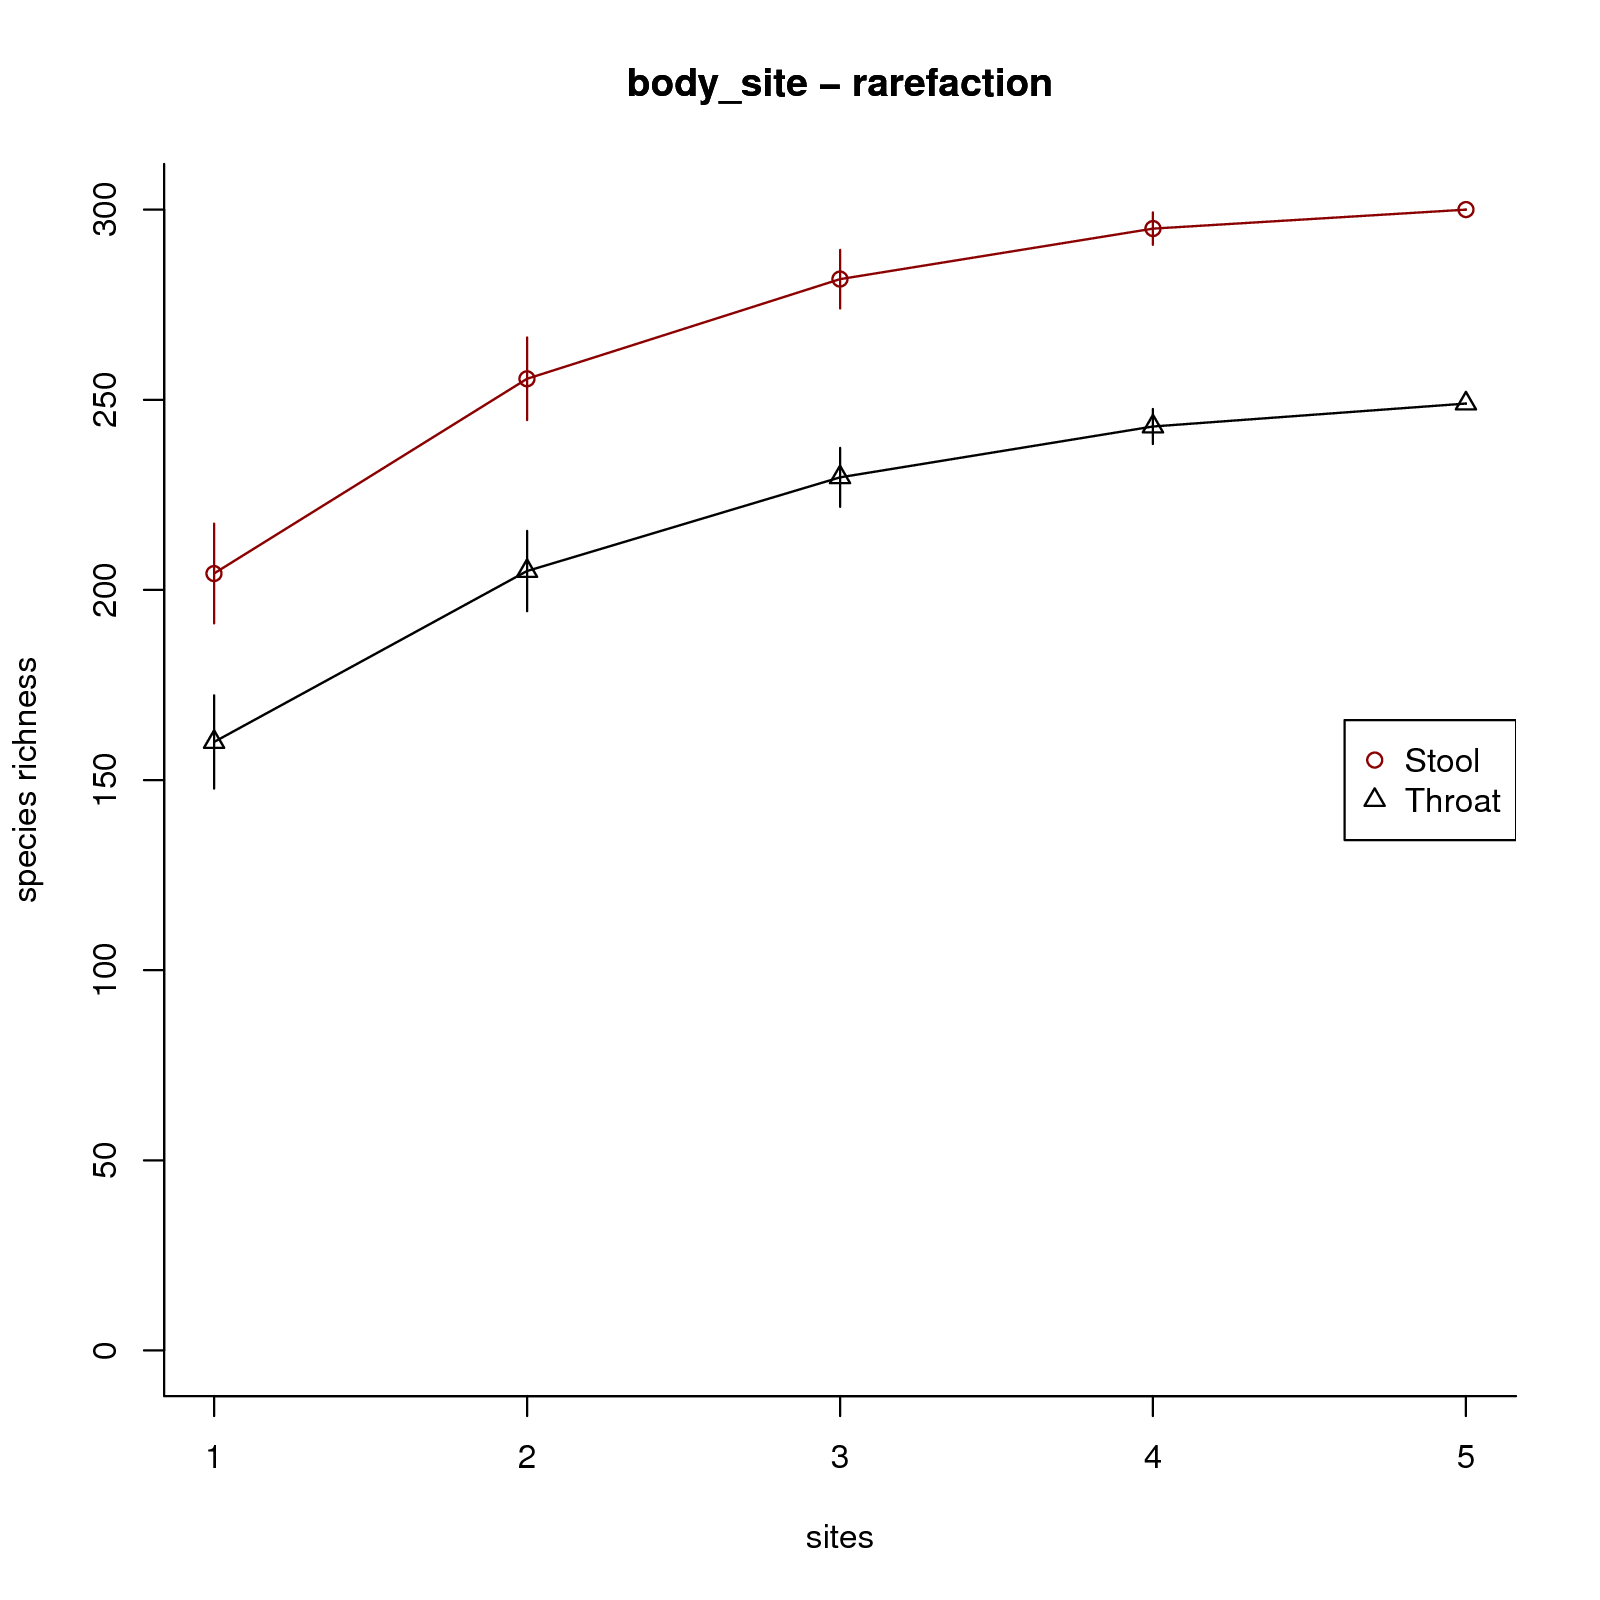 body_site – rarefaction
species richness
300
250
200
150
100
50
0
Stool
Throat
1 2 3 4 5
sites